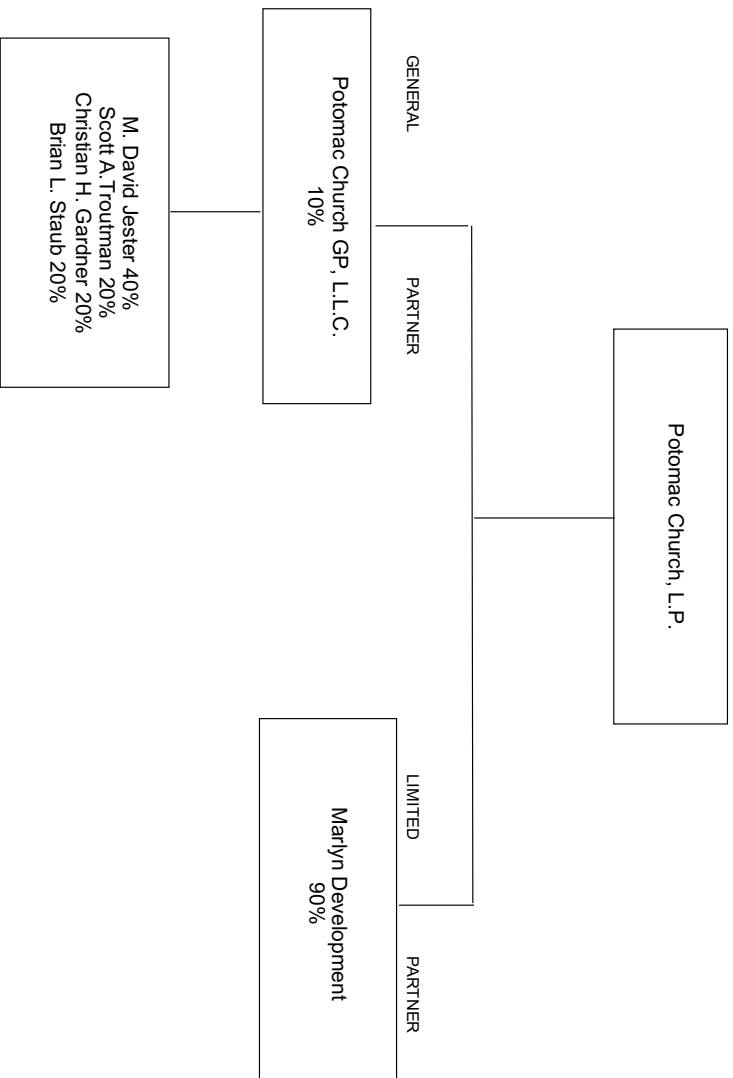 Potomac Church, L.P.
GENERAL PARTNER
LIMITED PARTNER
Potomac Church GP, L.L.C.
10%
Marlyn Development
90%
M. David Jester 40%
Scott A.Troutman 20%
Christian H. Gardner 20%
Brian L. Staub 20%